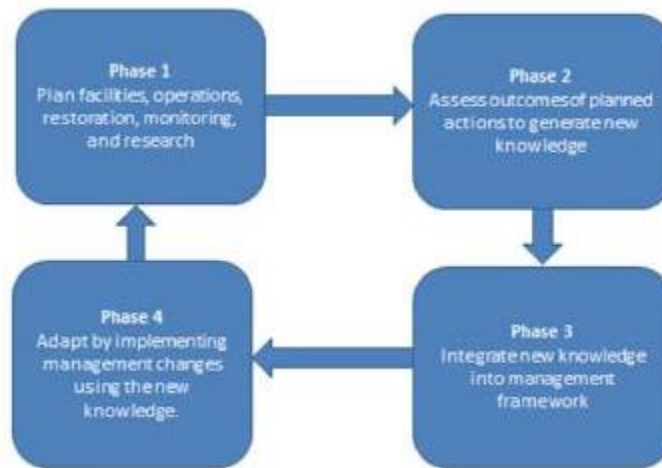 Phase 1
Plan facilities, operations,
restoration, monitoring,
and research
Phase 2
Assess outcomes of planned
actions to generate new
knowledge
Phase 3
Integrate new knowledge
into management
framework
Phase 4
Adapt by implementing
management changes
using the new
knowledge.